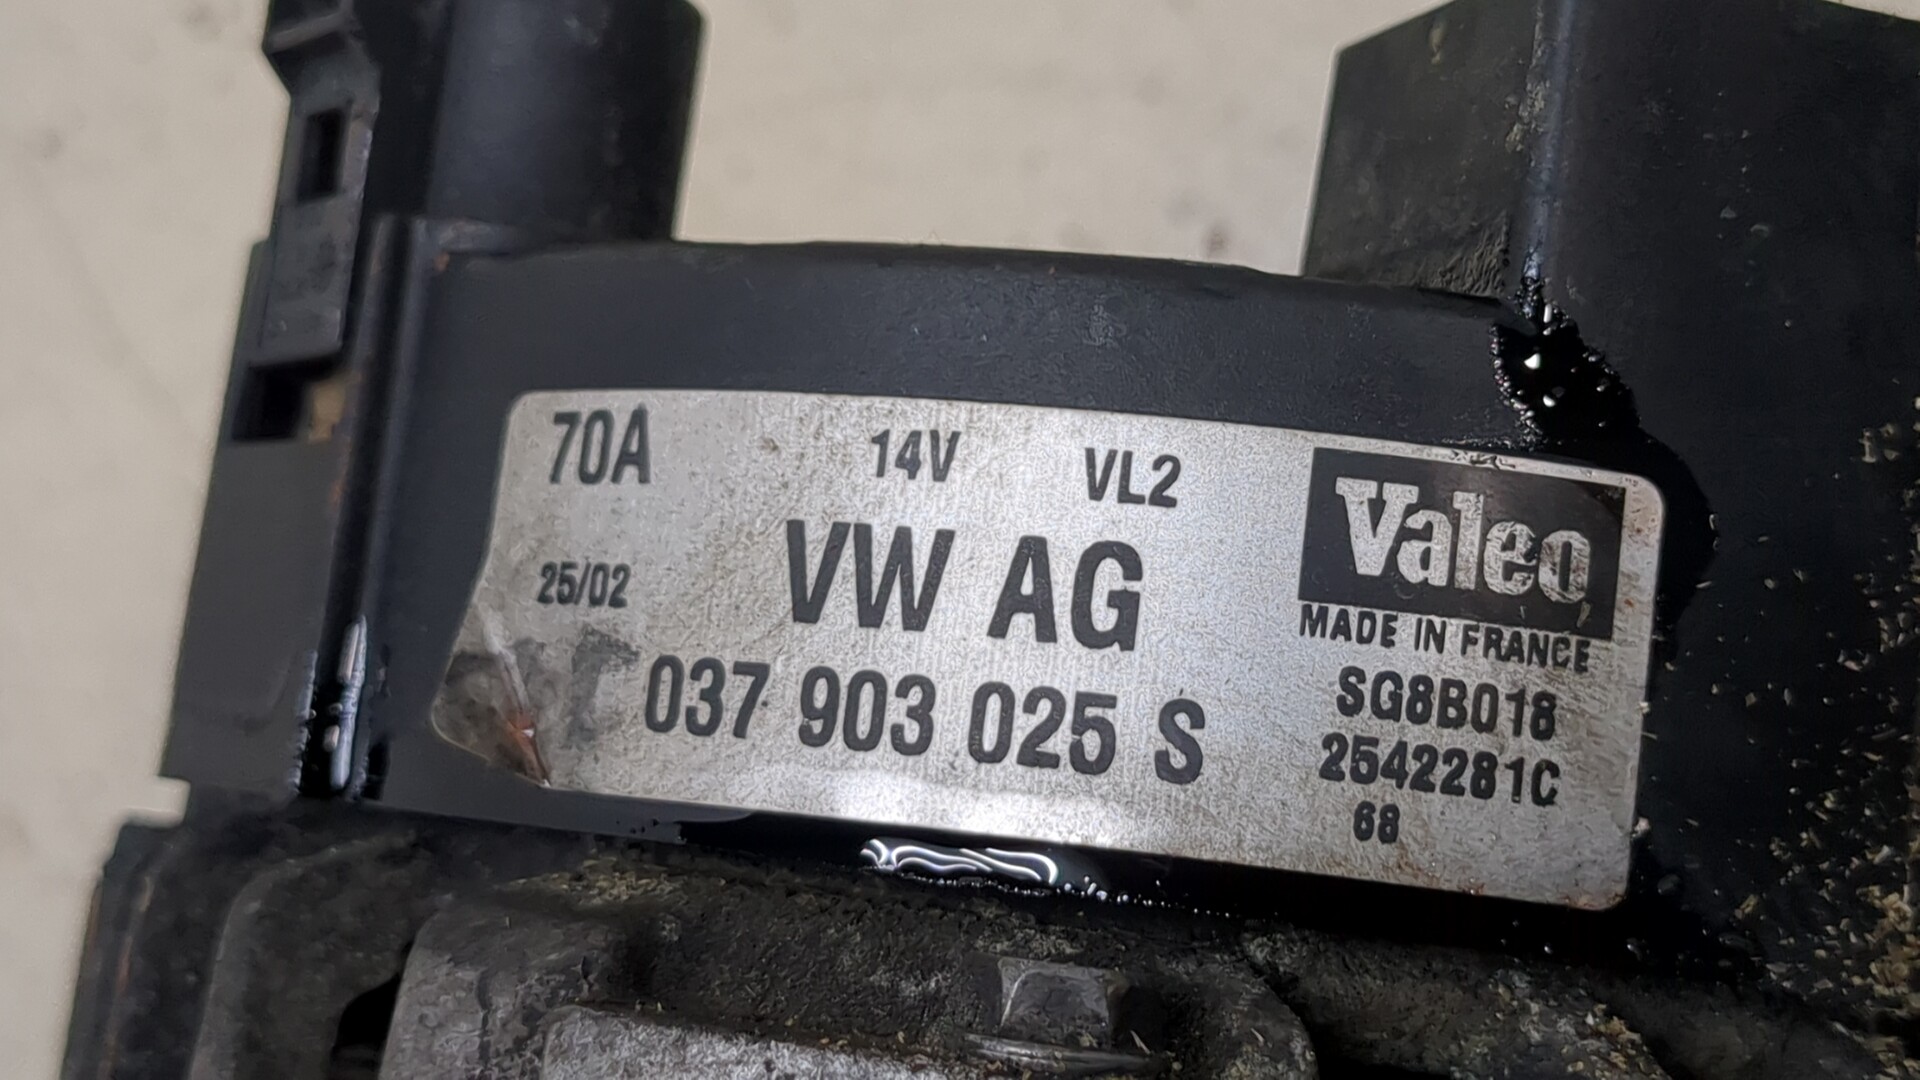 70A 14V VL2
Valeo
25/02 VW AG
MADE IN FRANCE
037 903 025 S
SG8B018
2542281C
68